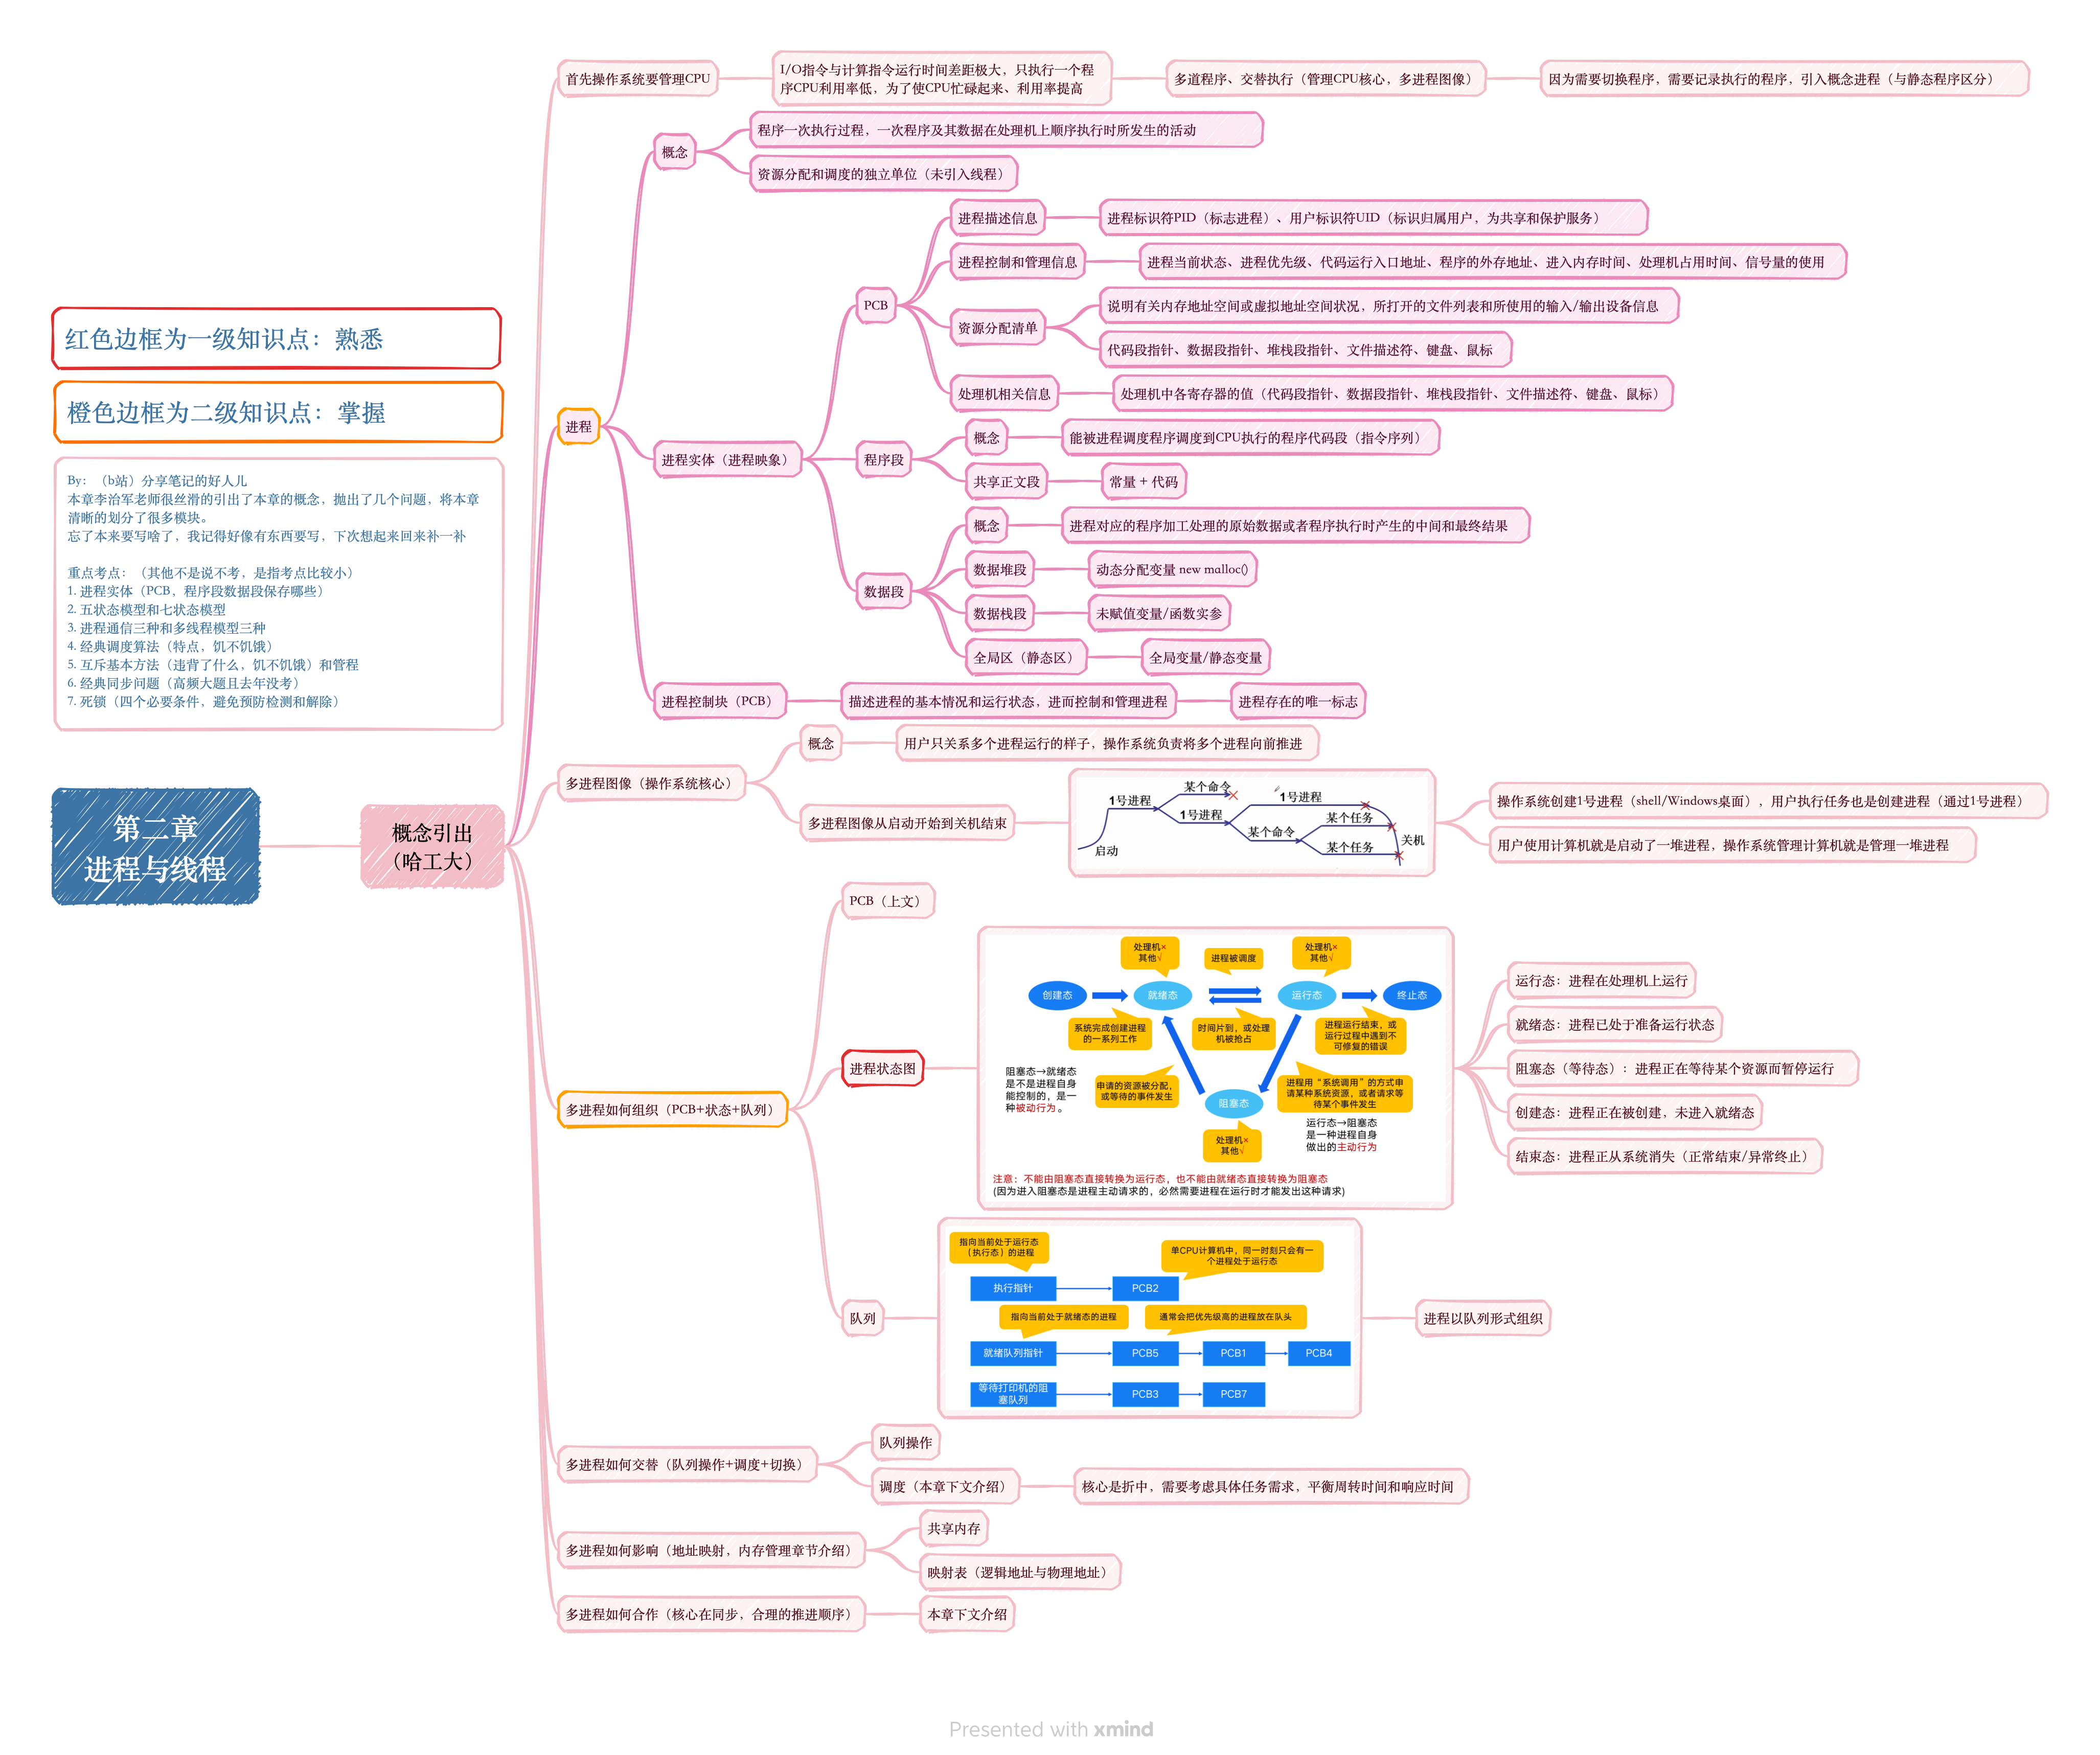 红色边框为一级知识点：熟悉
橙色边框为二级知识点：掌握
By：（b站）分享笔记的好人儿
本章李治军老师很丝滑的引出了本章的概念，抛出了几个问题，将本章
清晰的划分了很多模块。
忘了本来要写啥了，我记得好像有东西要写，下次想起来回来补一补
重点考点：（其他不是说不考，是指考点比较小）
1. 进程实体（PCB，程序段数据段保存哪些）
2. 五状态模型和七状态模型
3. 进程通信三种和多线程模型三种
4. 经典调度算法（特点，饥不饥饿）
5. 互斥基本方法（违背了什么，饥不饥饿）和管程
6. 经典同步问题（高频大题且去年没考）
7. 死锁（四个必要条件，避免预防检测和解除）
第二章
进程与线程
概念引出
（哈工大）
首先操作系统要管理CPU
I/O指令与计算指令运行时间差距极大，只执行一个程
序CPU利用率低，为了使CPU忙碌起来、利用率提高
多道程序、交替执行（管理CPU核心，多进程图像）
因为需要切换程序，需要记录执行的程序，引入概念进程（与静态程序区分）
进程
概念
程序一次执行过程，一次程序及其数据在处理机上顺序执行时所发生的活动
资源分配和调度的独立单位（未引入线程）
进程实体（进程映象）
PCB
进程描述信息
进程标识符PID（标志进程）、用户标识符UID（标识归属用户，为共享和保护服务）
进程控制和管理信息
进程当前状态、进程优先级、代码运行入口地址、程序的外存地址、进入内存时间、处理机占用时间、信号量的使用
资源分配清单
说明有关内存地址空间或虚拟地址空间状况，所打开的文件列表和所使用的输入/输出设备信息
代码段指针、数据段指针、堆栈段指针、文件描述符、键盘、鼠标
处理机相关信息
处理机中各寄存器的值（代码段指针、数据段指针、堆栈段指针、文件描述符、键盘、鼠标）
程序段
概念
能被进程调度程序调度到CPU执行的程序代码段（指令序列）
共享正文段
常量 + 代码
数据段
概念
进程对应的程序加工处理的原始数据或者程序执行时产生的中间和最终结果
数据堆段
动态分配变量 new malloc()
数据栈段
未赋值变量/函数实参
全局区（静态区）
全局变量/静态变量
进程控制块（PCB）
描述进程的基本情况和运行状态，进而控制和管理进程
进程存在的唯一标志
多进程图像（操作系统核心）
概念
用户只关系多个进程运行的样子，操作系统负责将多个进程向前推进
多进程图像从启动开始到关机结束
启动
1号进程
某个命令
1号进程
1号进程
某个命令
某个任务
某个任务
关机
操作系统创建1号进程（shell/Windows桌面），用户执行任务也是创建进程（通过1号进程）
用户使用计算机就是启动了一堆进程，操作系统管理计算机就是管理一堆进程
多进程如何组织（PCB+状态+队列）
PCB（上文）
进程状态图
处理机×
其他√
进程被调度
处理机×
其他√
创建态
就绪态
运行态
终止态
系统完成创建进程
的一系列工作
时间片到，或处理
机被抢占
进程运行结束，或
运行过程中遇到不
可修复的错误
阻塞态→就绪态
是不是进程自身
能控制的，是一
种被动行为。
申请的资源被分配，
或等待的事件发生
进程用“系统调用”的方式申
请某种系统资源，或者请求等
待某个事件发生
阻塞态
处理机×
其他√
运行态→阻塞态
是一种进程自身
做出的主动行为
注意：不能由阻塞态直接转换为运行态，也不能由就绪态直接转换为阻塞态
(因为进入阻塞态是进程主动请求的，必然需要进程在运行时才能发出这种请求)
运行态：进程在处理机上运行
就绪态：进程已处于准备运行状态
阻塞态（等待态）：进程正在等待某个资源而暂停运行
创建态：进程正在被创建，未进入就绪态
结束态：进程正从系统消失（正常结束/异常终止）
队列
指向当前处于运行态
（执行态）的进程
单CPU计算机中，同一时刻只会有一
个进程处于运行态
执行指针
PCB2
指向当前处于就绪态的进程
通常会把优先级高的进程放在队头
就绪队列指针
PCB5
PCB1
PCB4
等待打印机的阻
塞队列
PCB3
PCB7
进程以队列形式组织
多进程如何交替（队列操作+调度+切换）
队列操作
调度（本章下文介绍）
核心是折中，需要考虑具体任务需求，平衡周转时间和响应时间
多进程如何影响（地址映射，内存管理章节介绍）
共享内存
映射表（逻辑地址与物理地址）
多进程如何合作（核心在同步，合理的推进顺序）
本章下文介绍
Presented with xmind